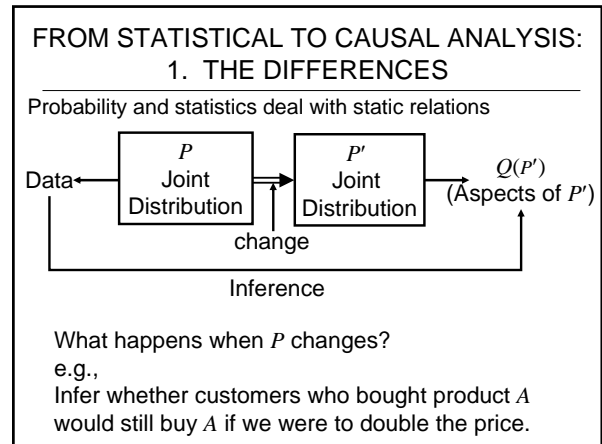 FROM STATISTICAL TO CAUSAL ANALYSIS:
1. THE DIFFERENCES
Probability and statistics deal with static relations
Data
P
Joint
Distribution
change
P′
Joint
Distribution
Q(P′)
(Aspects of P′)
Inference
What happens when P changes?
e.g.,
Infer whether customers who bought product A
would still buy A if we were to double the price.